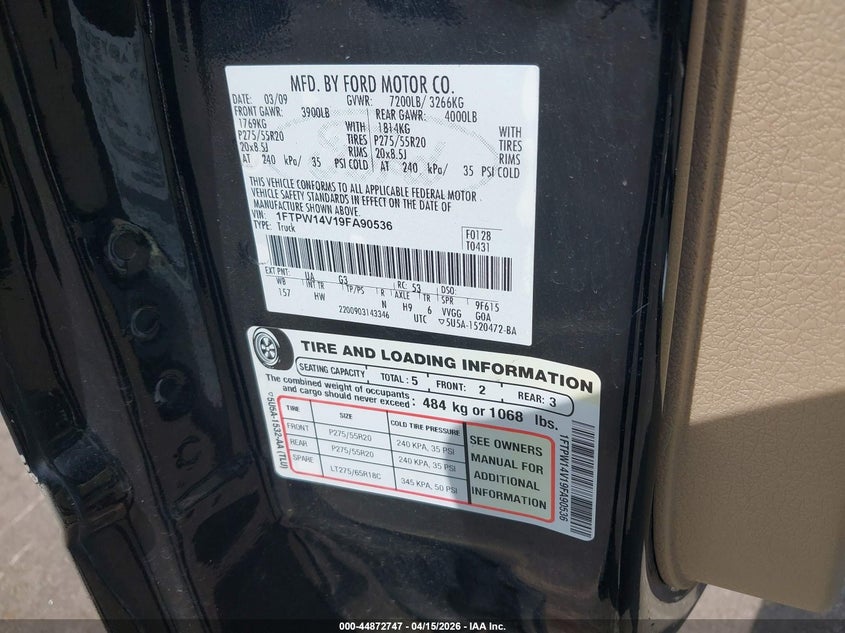 MFD. BY FORD MOTOR CO.
DATE: 03/09 GVWR: 7200LB/ 3266KG
FRONT GAWR: 3900LB REAR GAWR: 4000LB
1769KG WITH 1814KG WITH
P275/55R20 TIRES P275/55R20 TIRES
20x8.5J RIMS 20x8.5J RIMS
AT 240 kPa/ 35 PSI COLD AT 240 kPa/ 35 PSI COLD
THIS VEHICLE CONFORMS TO ALL APPLICABLE FEDERAL MOTOR
VEHICLE SAFETY STANDARDS IN EFFECT ON THE DATE OF
MANUFACTURE SHOWN ABOVE.
VIN: 1FTPW14V19FA90536
TYPE: Truck
F0128
T0431
EXT PNT: UA G3 RC: 53 DSO:
WB INT TR TP/PS R AXLE TR SPR 9F615
157 HW N H9 6 VVGG GOA
2200903143346 UTC ▽5U5A-1520472-BA
TIRE AND LOADING INFORMATION
SEATING CAPACITY TOTAL: 5 FRONT: 2 REAR: 3
The combined weight of occupants
and cargo should never exceed: 484 kg or 1068 lbs.
TIRE SIZE COLD TIRE PRESSURE
FRONT P275/55R20 240 KPA, 35 PSI
REAR P275/55R20 240 KPA, 35 PSI
SPARE LT275/65R18C 345 KPA, 50 PSI
SEE OWNERS
MANUAL FOR
ADDITIONAL
INFORMATION
▽5U5A-1532-AA (TLI)
1FTPW14V19FA90536
000-44872747 - 04/15/2026 - IAA Inc.